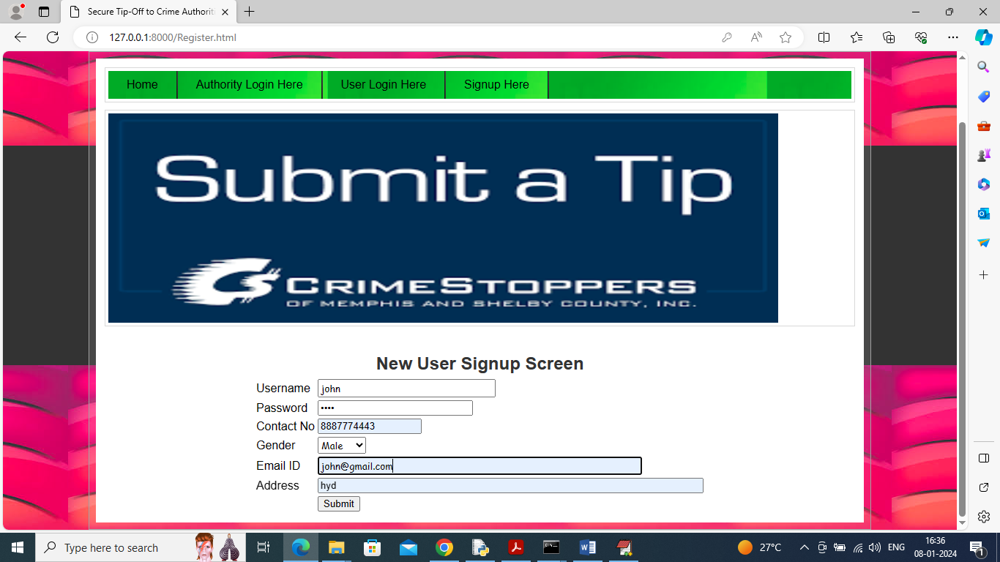 Secure Tip-Off to Crime Authorit
127.0.0.1:8000/Register.html
Home
Authority Login Here
User Login Here
Signup Here
Submit a Tip
CRIMESTOPPERS
OF MEMPHIS AND SHELBY COUNTY, INC.
New User Signup Screen
Username john
Password ••••
Contact No 8887774443
Gender Male
Email ID john@gmail.com
Address hyd
Submit
Type here to search
27°C
ENG
16:36
08-01-2024
1